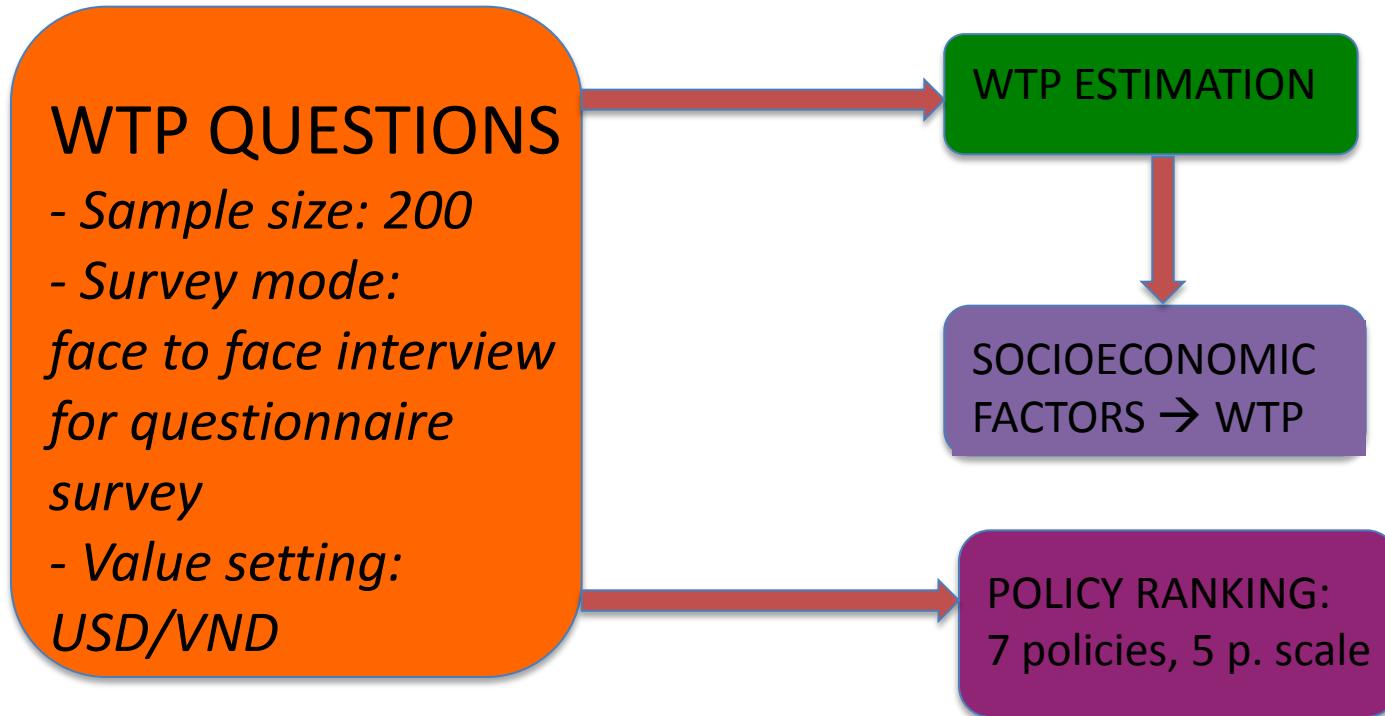 WTP QUESTIONS
- Sample size: 200
- Survey mode:
face to face interview
for questionnaire
survey
- Value setting:
USD/VND
WTP ESTIMATION
SOCIOECONOMIC
FACTORS → WTP
POLICY RANKING:
7 policies, 5 p. scale